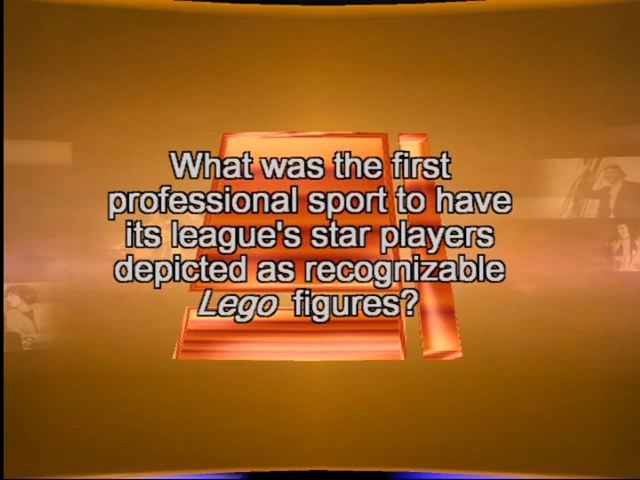 What was the first
professional sport to have
its league's star players
depicted as recognizable
Lego figures?